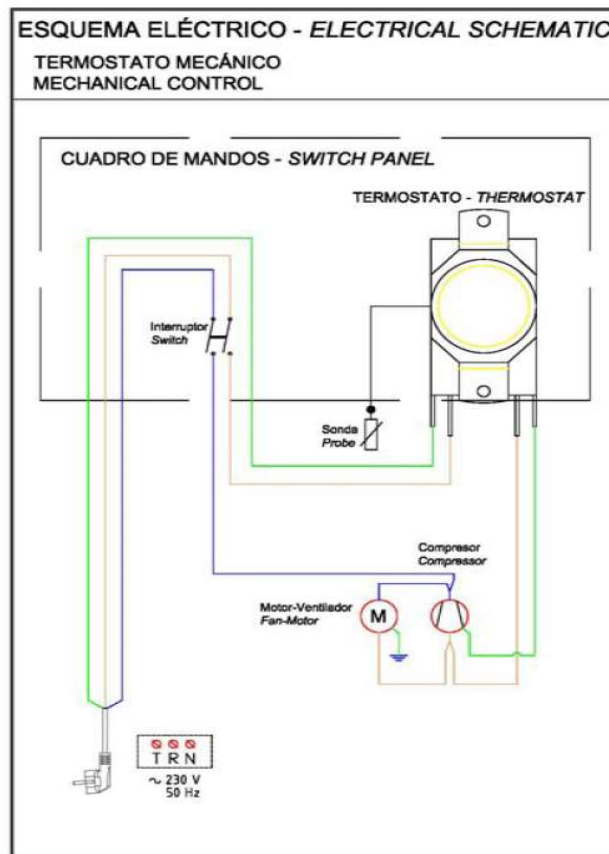 ESQUEMA ELÉCTRICO - ELECTRICAL SCHEMATIC
TERMOSTATO MECÁNICO
MECHANICAL CONTROL
CUADRO DE MANDOS - SWITCH PANEL
TERMOSTATO - THERMOSTAT
Interruptor
Switch
Sonda
Probe
Compresor
Compressor
Motor-Ventilador
Fan-Motor
M
T R N
~ 230 V
50 Hz